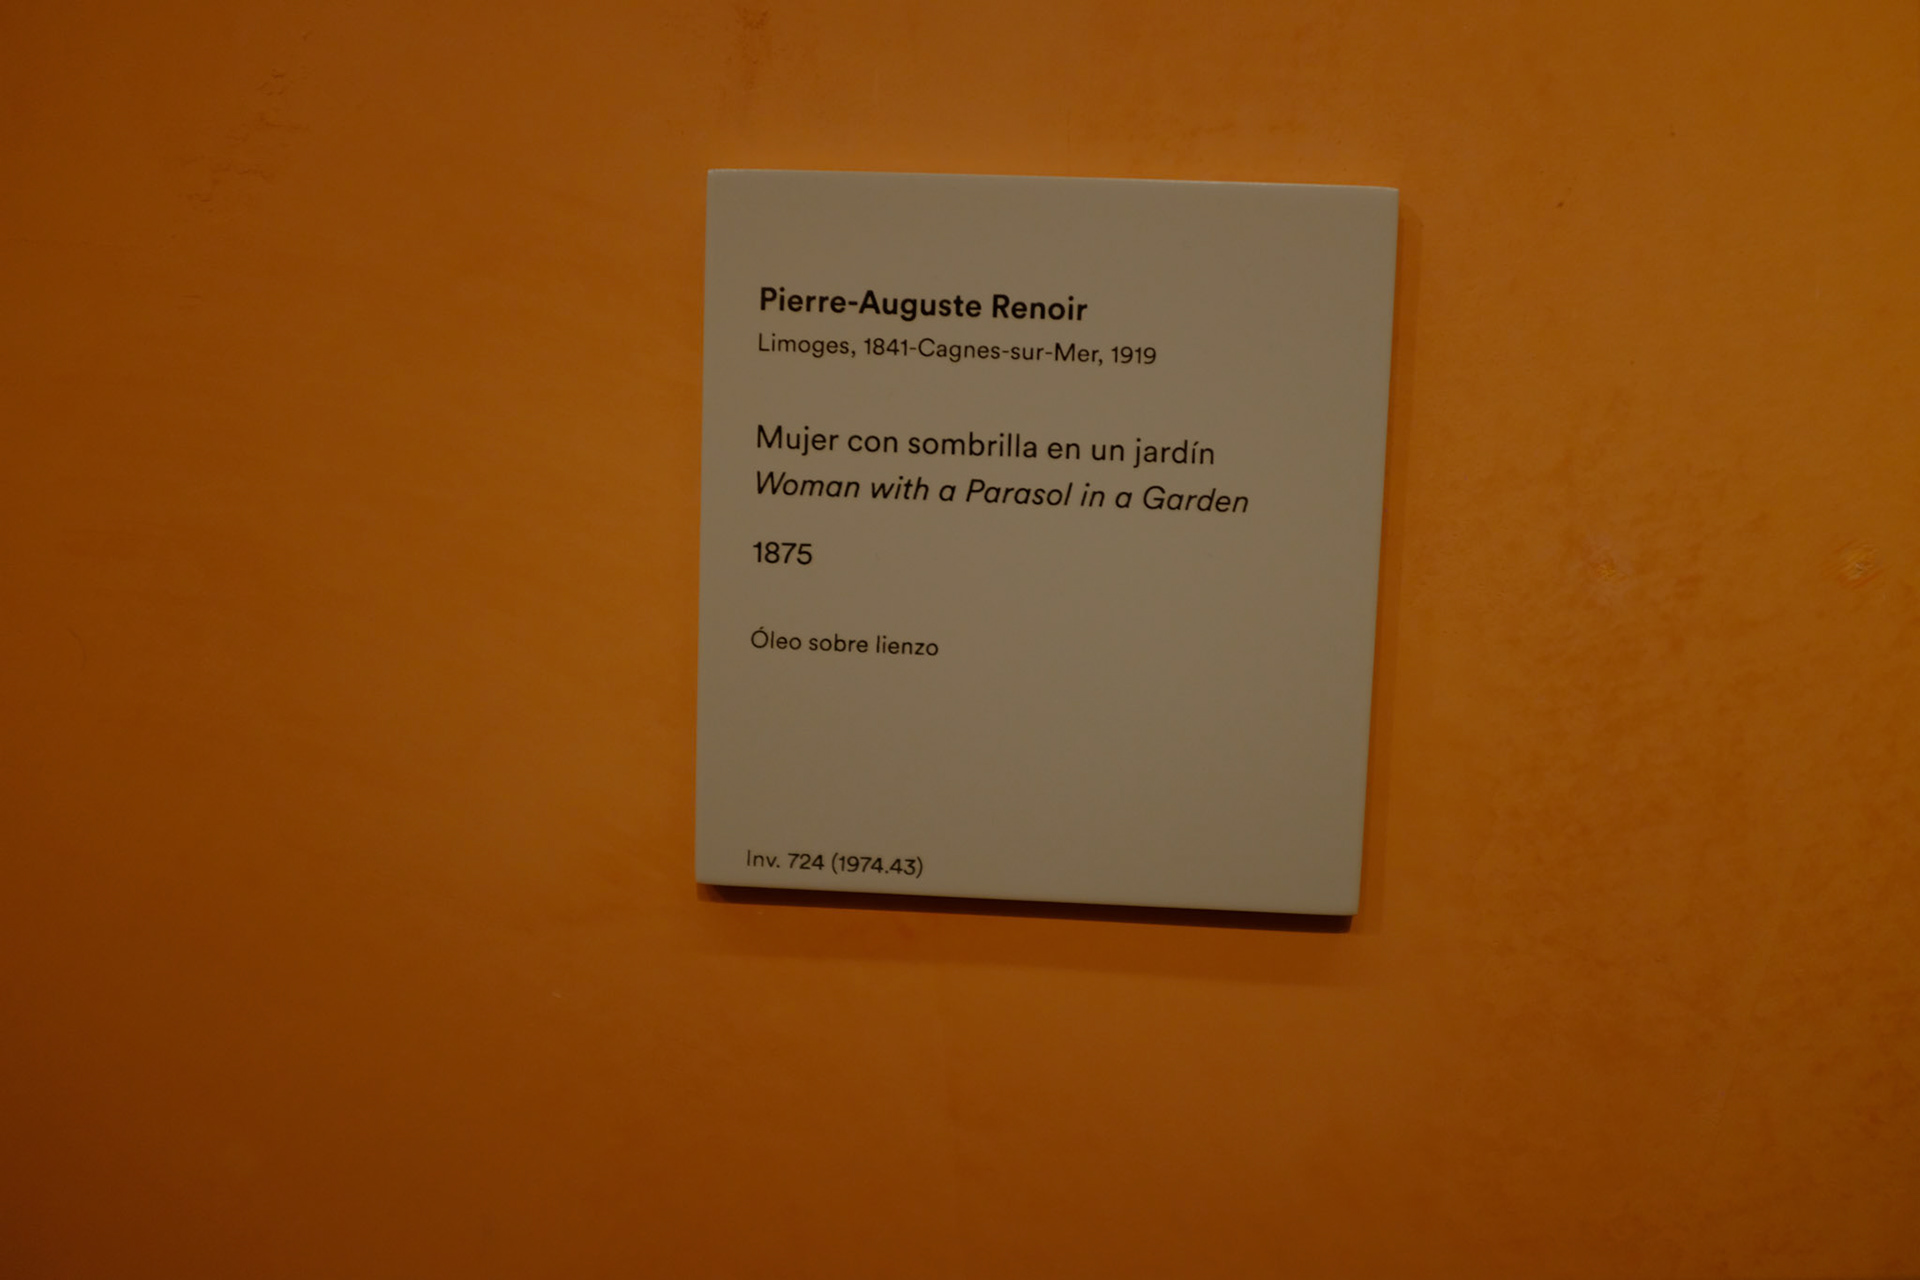 Pierre-Auguste Renoir
Limoges, 1841-Cagnes-sur-Mer, 1919
Mujer con sombrilla en un jardín
Woman with a Parasol in a Garden
1875
Óleo sobre lienzo
Inv. 724 (1974.43)